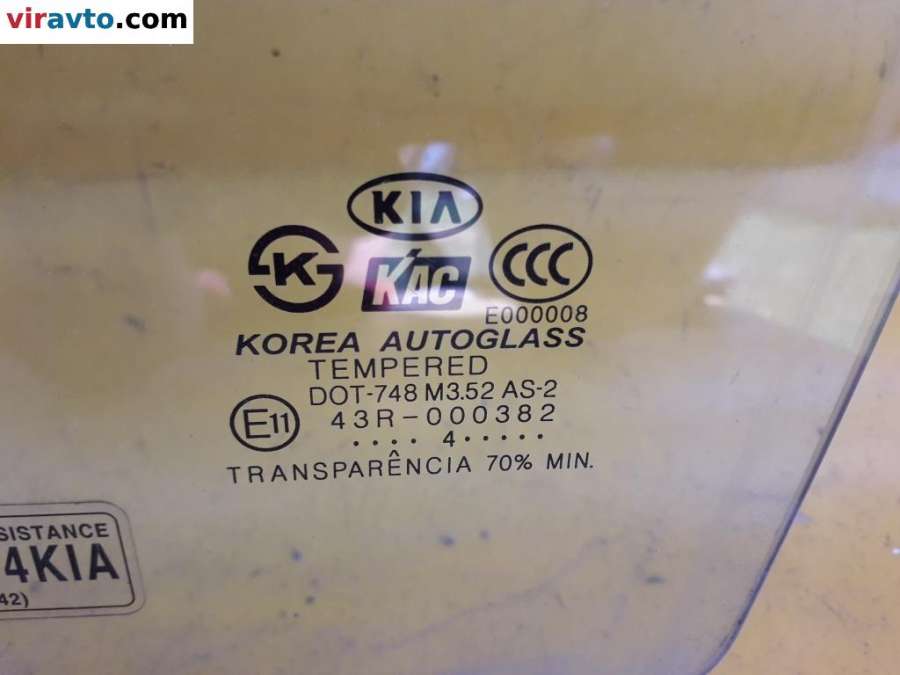 viravto.com
KIA
K
KAC
CCC
E000008
KOREA AUTOGLASS
TEMPERED
DOT-748 M3.52 AS-2
E11
43R-000382
.... 4.....
TRANSPARÊNCIA 70% MIN.
SISTANCE
4KIA
42)